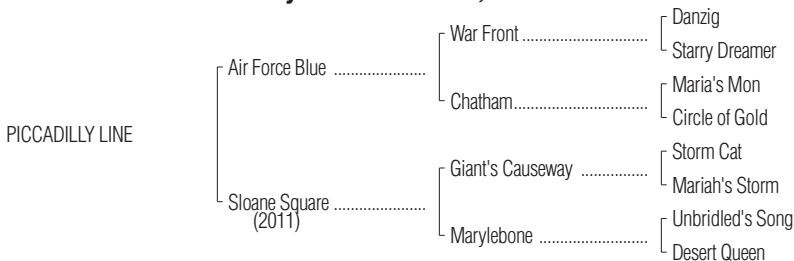 Danzig
War Front ..............................
Starry Dreamer
Air Force Blue ......................
Maria's Mon
Chatham................................
Circle of Gold
PICCADILLY LINE
Storm Cat
Giant's Causeway ................
Mariah's Storm
Sloane Square ......................
(2011)
Unbridled's Song
Marylebone ..........................
Desert Queen